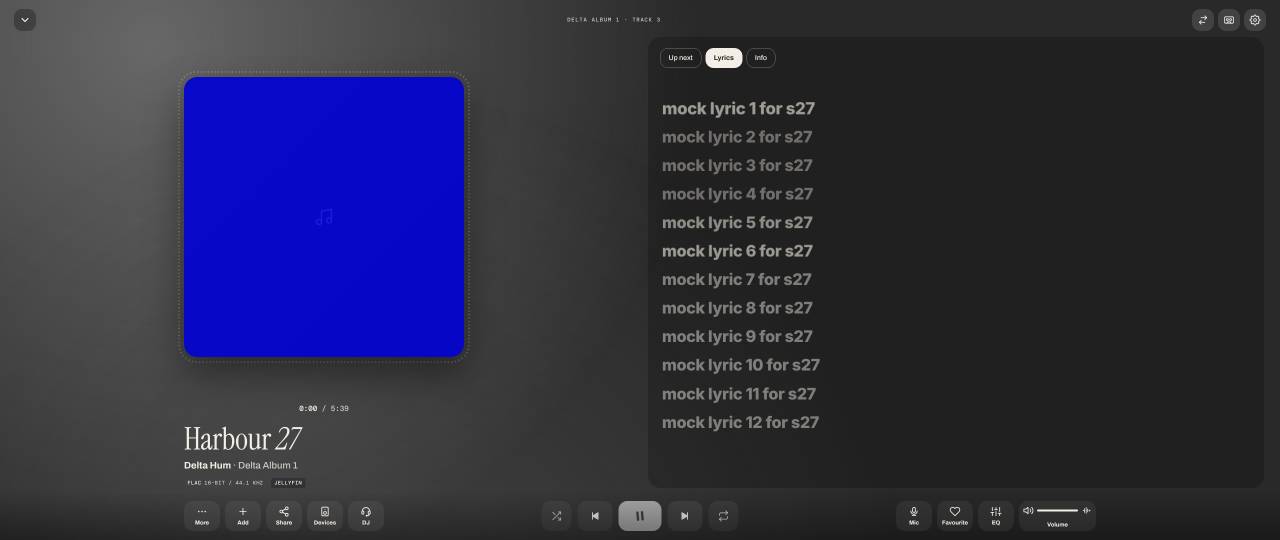 DELTA ALBUM 1 · TRACK 3
Up next
Lyrics
Info
mock lyric 1 for s27
mock lyric 2 for s27
mock lyric 3 for s27
mock lyric 4 for s27
mock lyric 5 for s27
mock lyric 6 for s27
mock lyric 7 for s27
mock lyric 8 for s27
mock lyric 9 for s27
mock lyric 10 for s27
mock lyric 11 for s27
mock lyric 12 for s27
0:00 / 5:39
Harbour 27
Delta Hum · Delta Album 1
FLAC 16-BIT / 44.1 KHZ JELLYFIN
More
Add
Share
Devices
DJ
Mic
Favourite
EQ
Volume